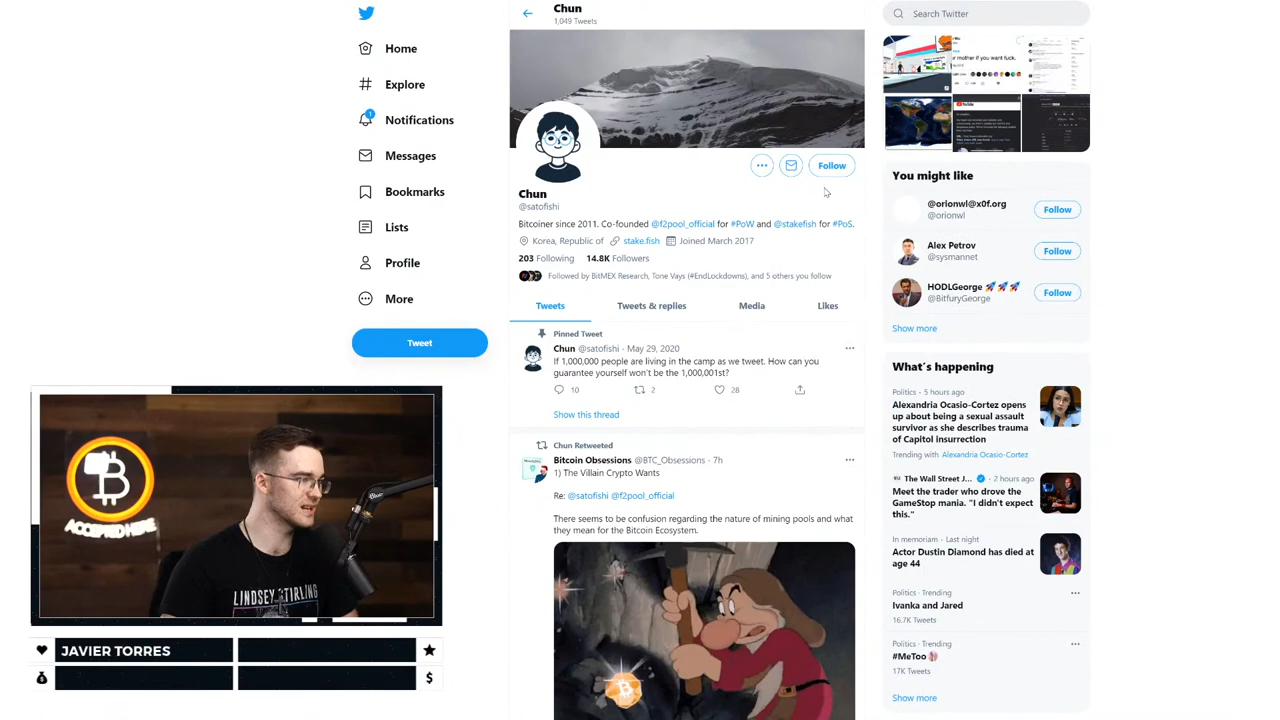 Home
Explore
1
Notifications
Messages
Bookmarks
Lists
Profile
More
Tweet
ACCEPTED HERE
LINDSEY STIRLING
JAVIER TORRES
$
Chun
1,049 Tweets
Follow
Chun
@satofishi
Bitcoiner since 2011. Co-founded @f2pool_official for #PoW and @stakefish for #PoS.
Korea, Republic of stake.fish Joined March 2017
203 Following 14.8K Followers
Followed by BitMEX Research, Tone Vays (#EndLockdowns), and 5 others you follow
Tweets Tweets & replies Media Likes
Pinned Tweet
Chun @satofishi · May 29, 2020
If 1,000,000 people are living in the camp as we tweet. How can you
guarantee yourself won't be the 1,000,001st?
10 2 28
Show this thread
Chun Retweeted
Bitcoin Obsessions @BTC_Obsessions · 7h
1) The Villain Crypto Wants
Re: @satofishi @f2pool_official
There seems to be confusion regarding the nature of mining pools and what
they mean for the Bitcoin Ecosystem.
Search Twitter
r mother if you want fuck.
YouTube
You might like
@orionwl@x0f.org
@orionwl
Follow
Alex Petrov
@sysmannet
Follow
HODLGeorge 🚀🚀🚀
@BitfuryGeorge
Follow
Show more
What's happening
Politics · 5 hours ago
Alexandria Ocasio-Cortez opens
up about being a sexual assault
survivor as she describes trauma
of Capitol insurrection
Trending with Alexandria Ocasio-Cortez
The Wall Street J... · 2 hours ago
Meet the trader who drove the
GameStop mania. "I didn't expect
this."
In memoriam · Last night
Actor Dustin Diamond has died at
age 44
Politics · Trending
Ivanka and Jared
16.7K Tweets
Politics · Trending
#MeToo
17K Tweets
Show more